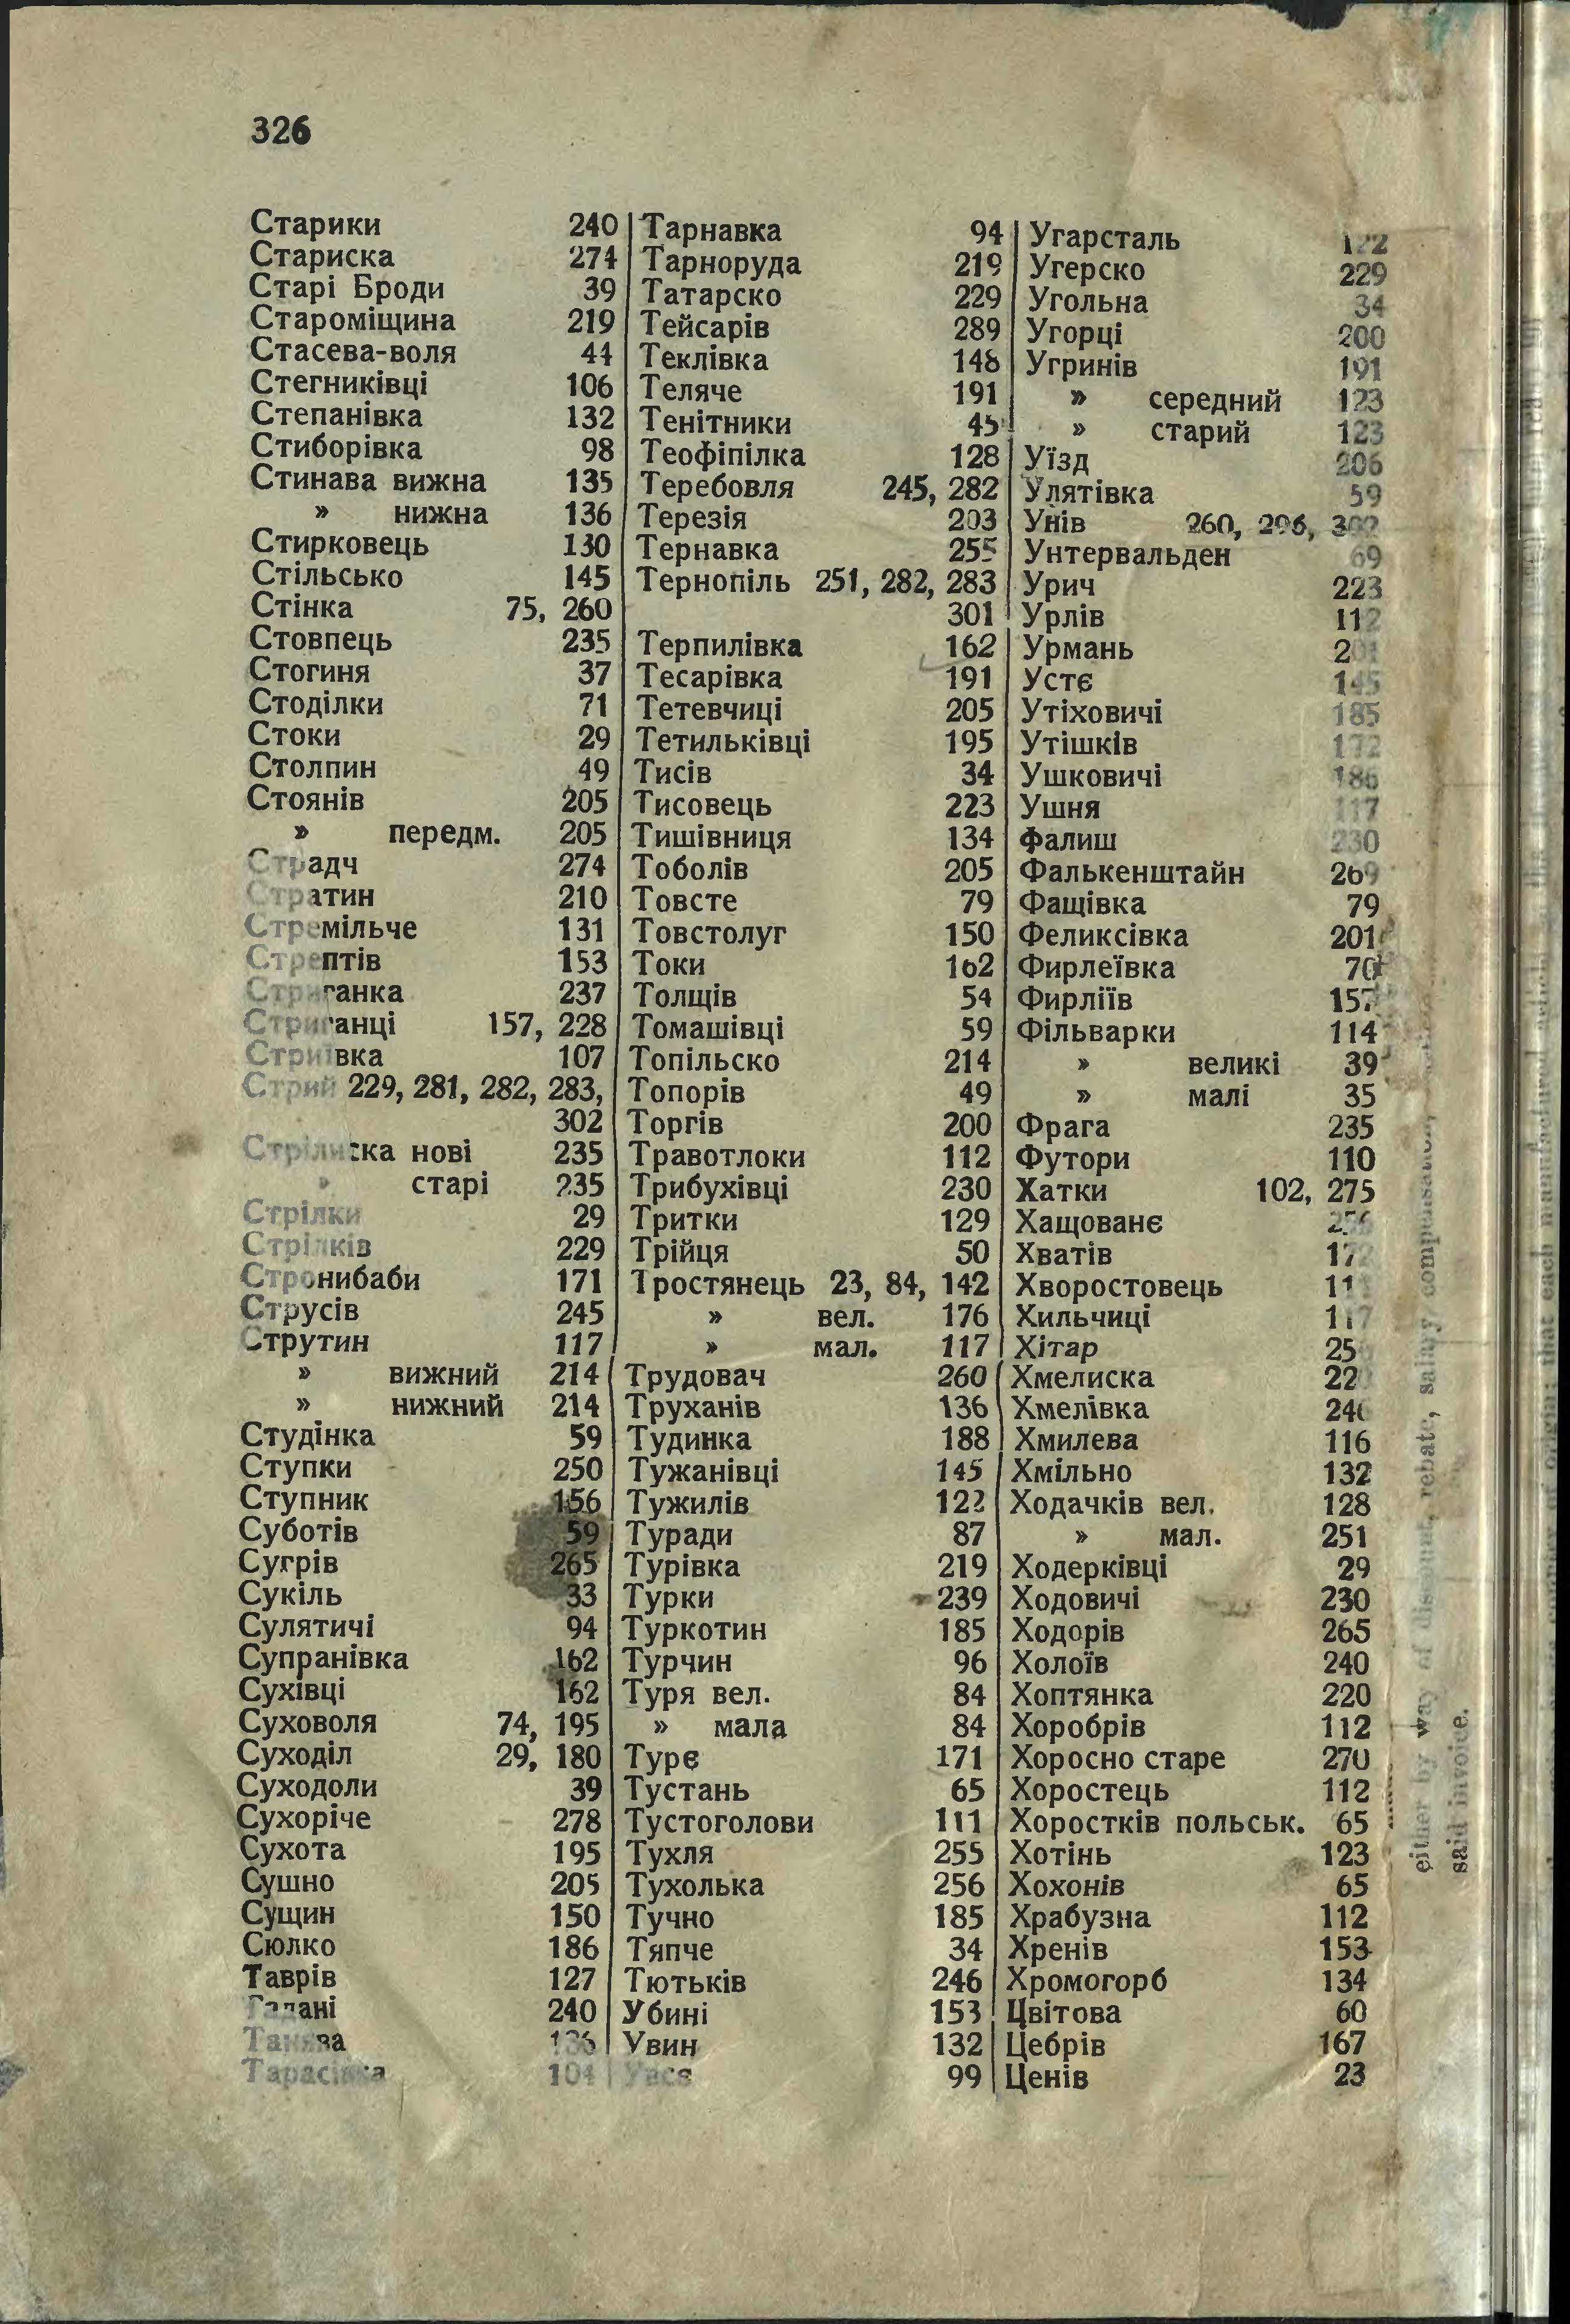 326
Старики 240
Стариска 274
Старі Броди 39
Староміщина 219
Стасева-воля 44
Стегниківці 106
Степанівка 132
Стиборівка 98
Стинава вижна 135
» нижна 136
Стирковець 130
Стільсько 145
Стінка 75, 260
Стовпець 235
Стогиня 37
Стоділки 71
Стоки 29
Столпин 49
Стоянів 205
» передм. 205
Страдч 274
Стратин 210
Стремільче 131
Стрептів 153
Стриганка 237
Стриганці 157, 228
Стриївка 107
Стрий 229, 281, 282, 283,
302
Стрілиска нові 235
» старі 235
Стрілки 29
Стрілків 229
Стронибаби 171
Струсів 245
Струтин 117
» вижний 214
» нижний 214
Студінка 59
Ступки 250
Ступник 156
Суботів 59
Сугрів 265
Сукіль 33
Сулятичі 94
Супранівка 162
Сухівці 162
Суховоля 74, 195
Суходіл 29, 180
Суходоли 39
Сухоріче 278
Сухота 195
Сушно 205
Сущин 150
Сюлко 186
Таврів 127
240
Танява 136
Тарасівка 104
Тарнавка 94
Тарноруда 219
Татарско 229
Тейсарів 289
Теклівка 148
Теляче 191
Тенітники 45
Теофіпілка 128
Теребовля 245, 282
Терезія 203
Тернавка 255
Тернопіль 251, 282, 283
301
Терпилівка 162
Тесарівка 191
Тетевчиці 205
Тетильківці 195
Тисів 34
Тисовець 223
Тишівниця 134
Тоболів 205
Товсте 79
Товстолуг 150
Токи 162
Толщів 54
Томашівці 59
Топільско 214
Топорів 49
Торгів 200
Травотлоки 112
Трибухівці 230
Тритки 129
Трійця 50
Тростянець 23, 84, 142
» вел. 176
» мал. 117
Трудовач 260
Труханів 136
Тудинка 188
Тужанівці 145
Тужилів 122
Туради 87
Турівка 219
Турки 239
Туркотин 185
Турчин 96
Туря вел. 84
» мала 84
Туре 171
Тустань 65
Тустоголови 111
Тухля 255
Тухолька 256
Тучно 185
Тяпче 34
Тютьків 246
Убині 153
Увин 132
Увся 99
Угарсталь
Угерско 229
Угольна 34
Угорці 200
Угринів 191
» середний 123
» старий 123
Уїзд 206
Улятівка 59
Унів 260, 296, 302
Унтервальден 69
Урич 223
Урлів 112
Урмань 201
Устє 145
Утіховичі 185
Утішків 172
Ушковичі 186
Ушня 117
Фалиш 230
Фалькенштайн 269
Фащівка 79
Феликсівка 201
Фирлеївка 70
Фирліїв 157
Фільварки 114
» великі 39
» малі 35
Фрага 235
Футори 110
Хатки 102, 275
Хащованє 256
Хватів 172
Хворостовець
Хильчиці 117
Хітар
Хмелиска
Хмелівка
Хмилева 116
Хмільно 132
Ходачків вел. 128
» мал. 251
Ходерківці 29
Ходовичі 230
Ходорів 265
Холоїв 240
Хоптянка 220
Хоробрів 112
Хоросно старе 270
Хоростець 112
Хоростків польськ. 65
Хотінь 123
Хохонів 65
Храбузна 112
Хренів 153
Хромогорб 134
Цвітова 60
Цебрів 167
Ценів 23
either by way of discount, rebate, salary, compensation,
said invoice.